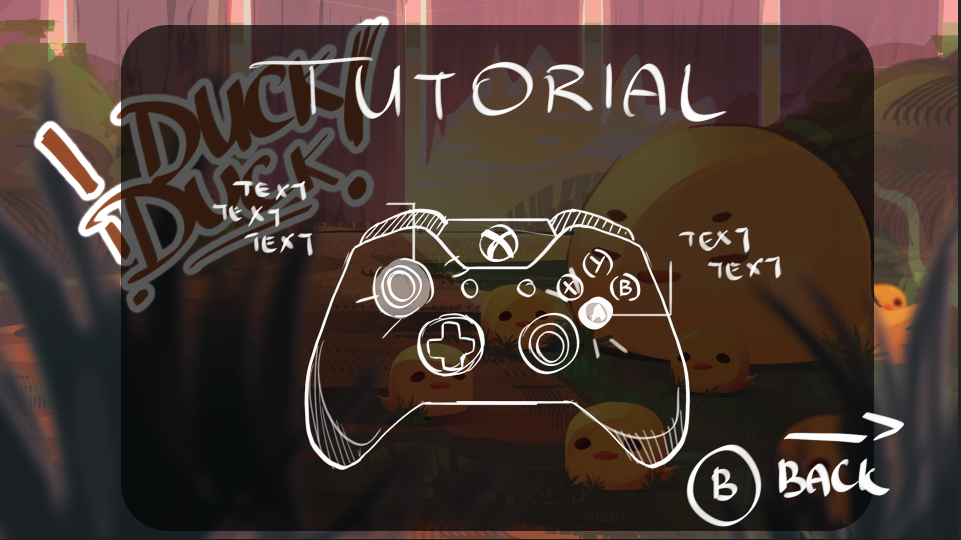 TUTORIAL
DUCK!
DUCK.
TEXT
TEXT
TEXT
TEXT
TEXT
Y
X
B
A
B BACK